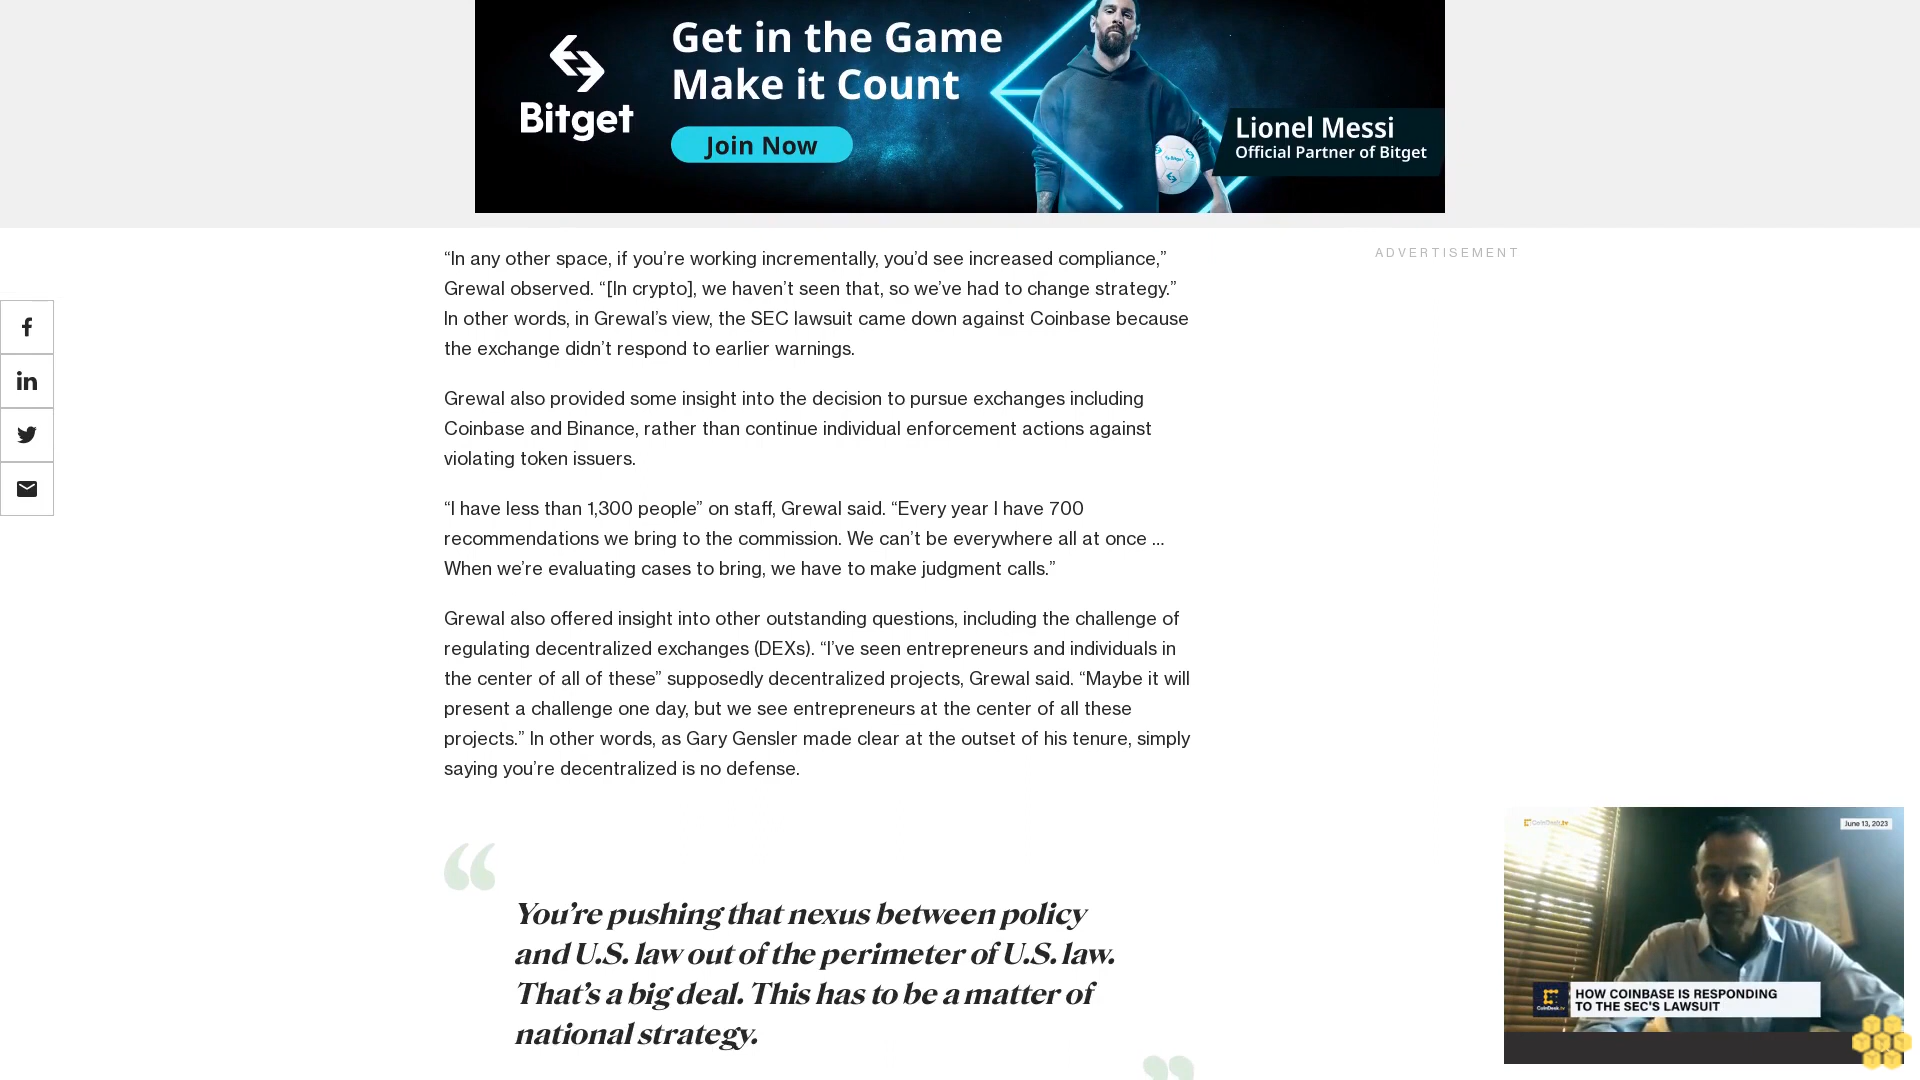 Get in the Game
Make it Count
Bitget
Join Now
Lionel Messi
Official Partner of Bitget
ADVERTISEMENT
“In any other space, if you’re working incrementally, you’d see increased compliance,”
Grewal observed. “[In crypto], we haven’t seen that, so we’ve had to change strategy.”
In other words, in Grewal’s view, the SEC lawsuit came down against Coinbase because
the exchange didn’t respond to earlier warnings.
Grewal also provided some insight into the decision to pursue exchanges including
Coinbase and Binance, rather than continue individual enforcement actions against
violating token issuers.
“I have less than 1,300 people” on staff, Grewal said. “Every year I have 700
recommendations we bring to the commission. We can’t be everywhere all at once …
When we’re evaluating cases to bring, we have to make judgment calls.”
Grewal also offered insight into other outstanding questions, including the challenge of
regulating decentralized exchanges (DEXs). “I’ve seen entrepreneurs and individuals in
the center of all of these” supposedly decentralized projects, Grewal said. “Maybe it will
present a challenge one day, but we see entrepreneurs at the center of all these
projects.” In other words, as Gary Gensler made clear at the outset of his tenure, simply
saying you’re decentralized is no defense.
“
You’re pushing that nexus between policy
and U.S. law out of the perimeter of U.S. law.
That’s a big deal. This has to be a matter of
national strategy.
”
CoinDesk.tv
June 13, 2023
CoinDesk.tv
HOW COINBASE IS RESPONDING
TO THE SEC'S LAWSUIT